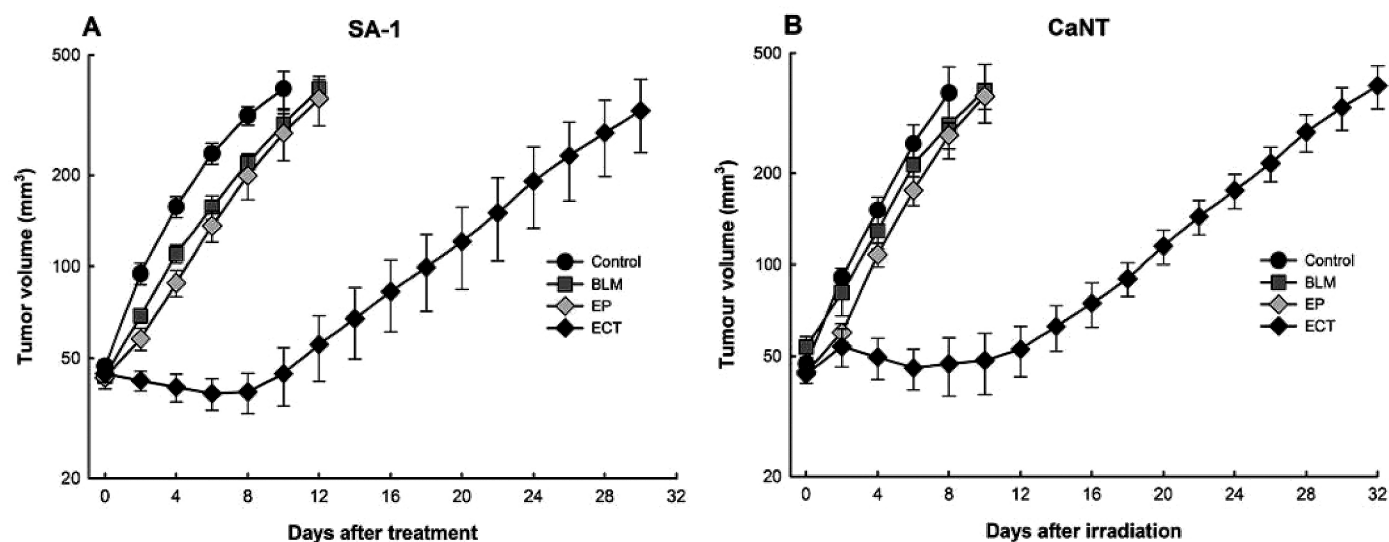 A
SA-1
500
200
100
50
20
Tumor volume (mm³)
Control
BLM
EP
ECT
0 4 8 12 16 20 24 28 32
Days after treatment
B
CaNT
500
200
100
50
20
Tumour volume (mm³)
Control
BLM
EP
ECT
0 4 8 12 16 20 24 28 32
Days after irradiation